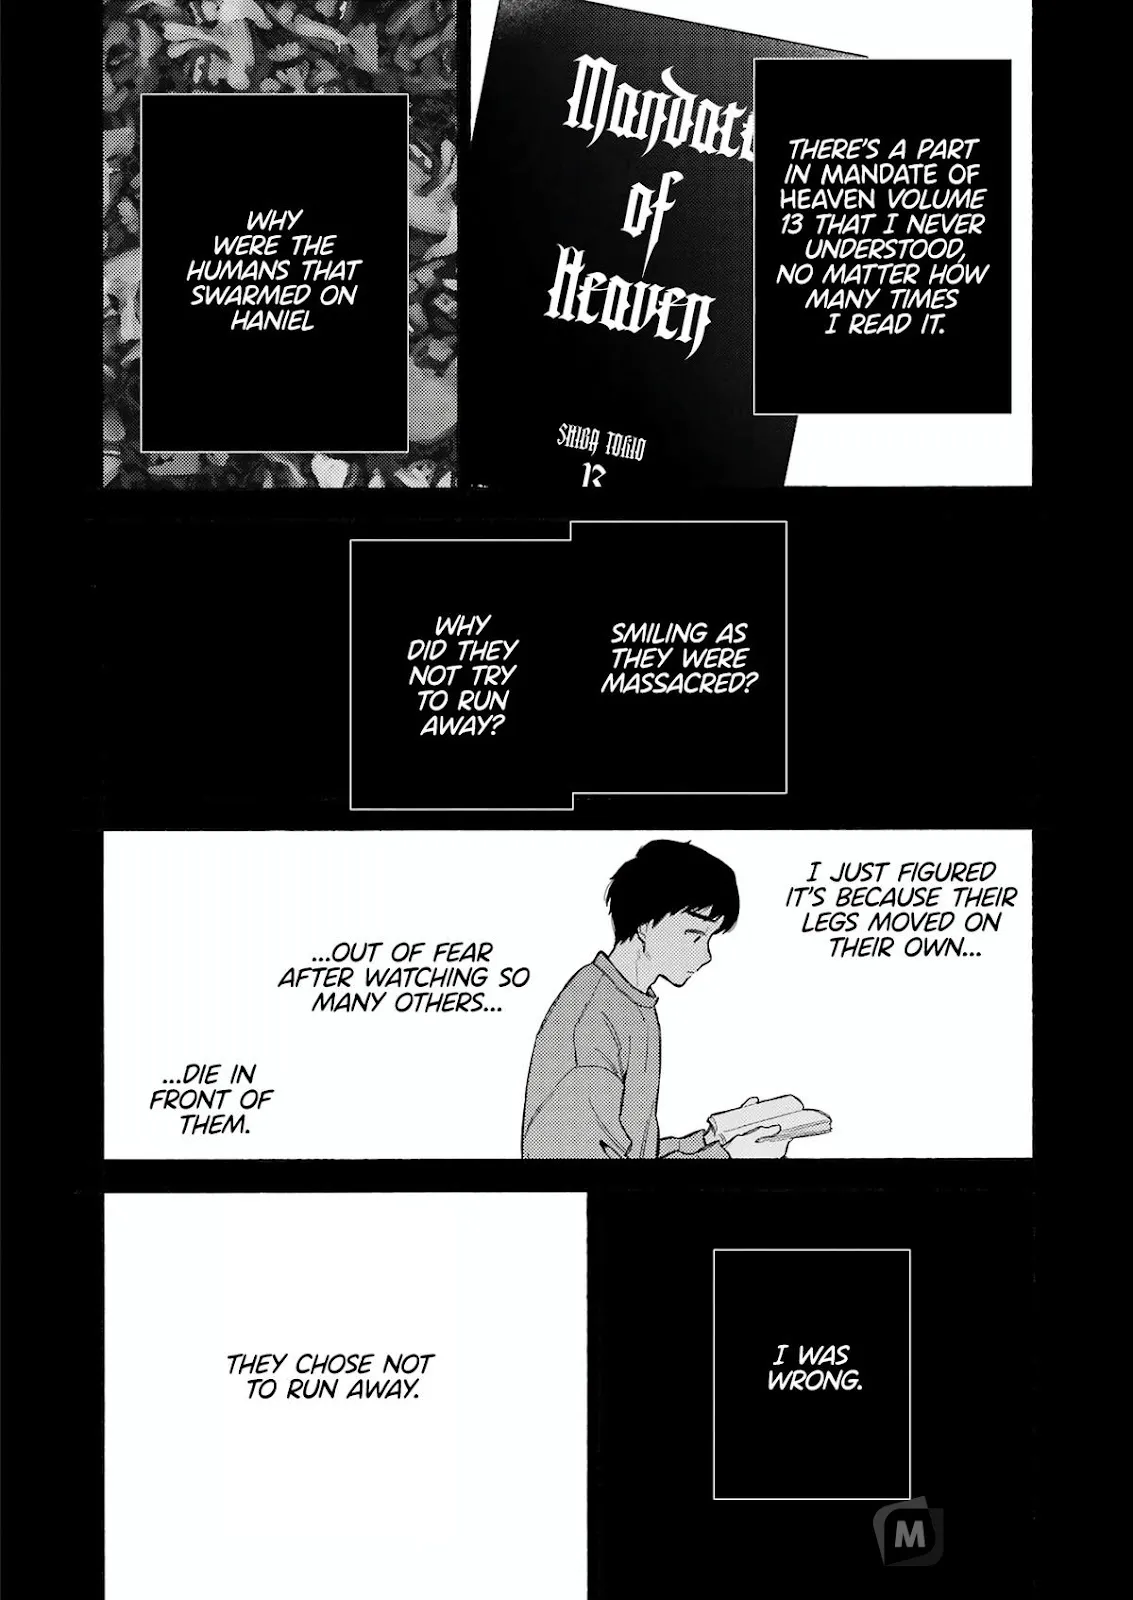 THERE'S A PART
IN MANDATE OF
HEAVEN VOLUME
13 THAT I NEVER
UNDERSTOOD,
NO MATTER HOW
MANY TIMES
I READ IT.
Mandate
of
Heaven
SHIBA TOKIO
13
WHY
WERE THE
HUMANS THAT
SWARMED ON
HANIEL
SMILING AS
THEY WERE
MASSACRED?
WHY
DID THEY
NOT TRY
TO RUN
AWAY?
I JUST FIGURED
IT'S BECAUSE THEIR
LEGS MOVED ON
THEIR OWN...
...OUT OF FEAR
AFTER WATCHING SO
MANY OTHERS...
...DIE IN
FRONT OF
THEM.
I WAS
WRONG.
THEY CHOSE NOT
TO RUN AWAY.
M